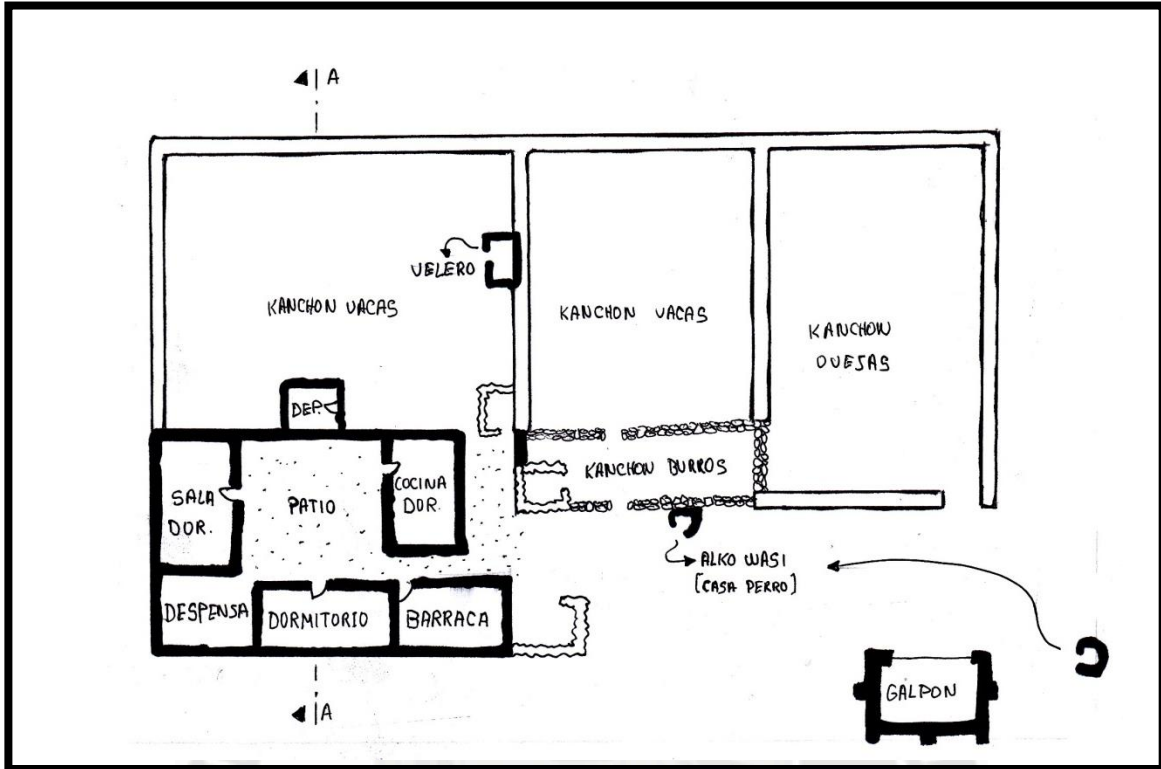 A
VELERO
KANCHON VACAS
KANCHON VACAS
KANCHON
OVEJAS
DEP.
SALA
DOR.
PATIO
COCINA
DOR.
KANCHON BURROS
ALKO WASI
[CASA PERRO]
DESPENSA
DORMITORIO
BARRACA
GALPON
A